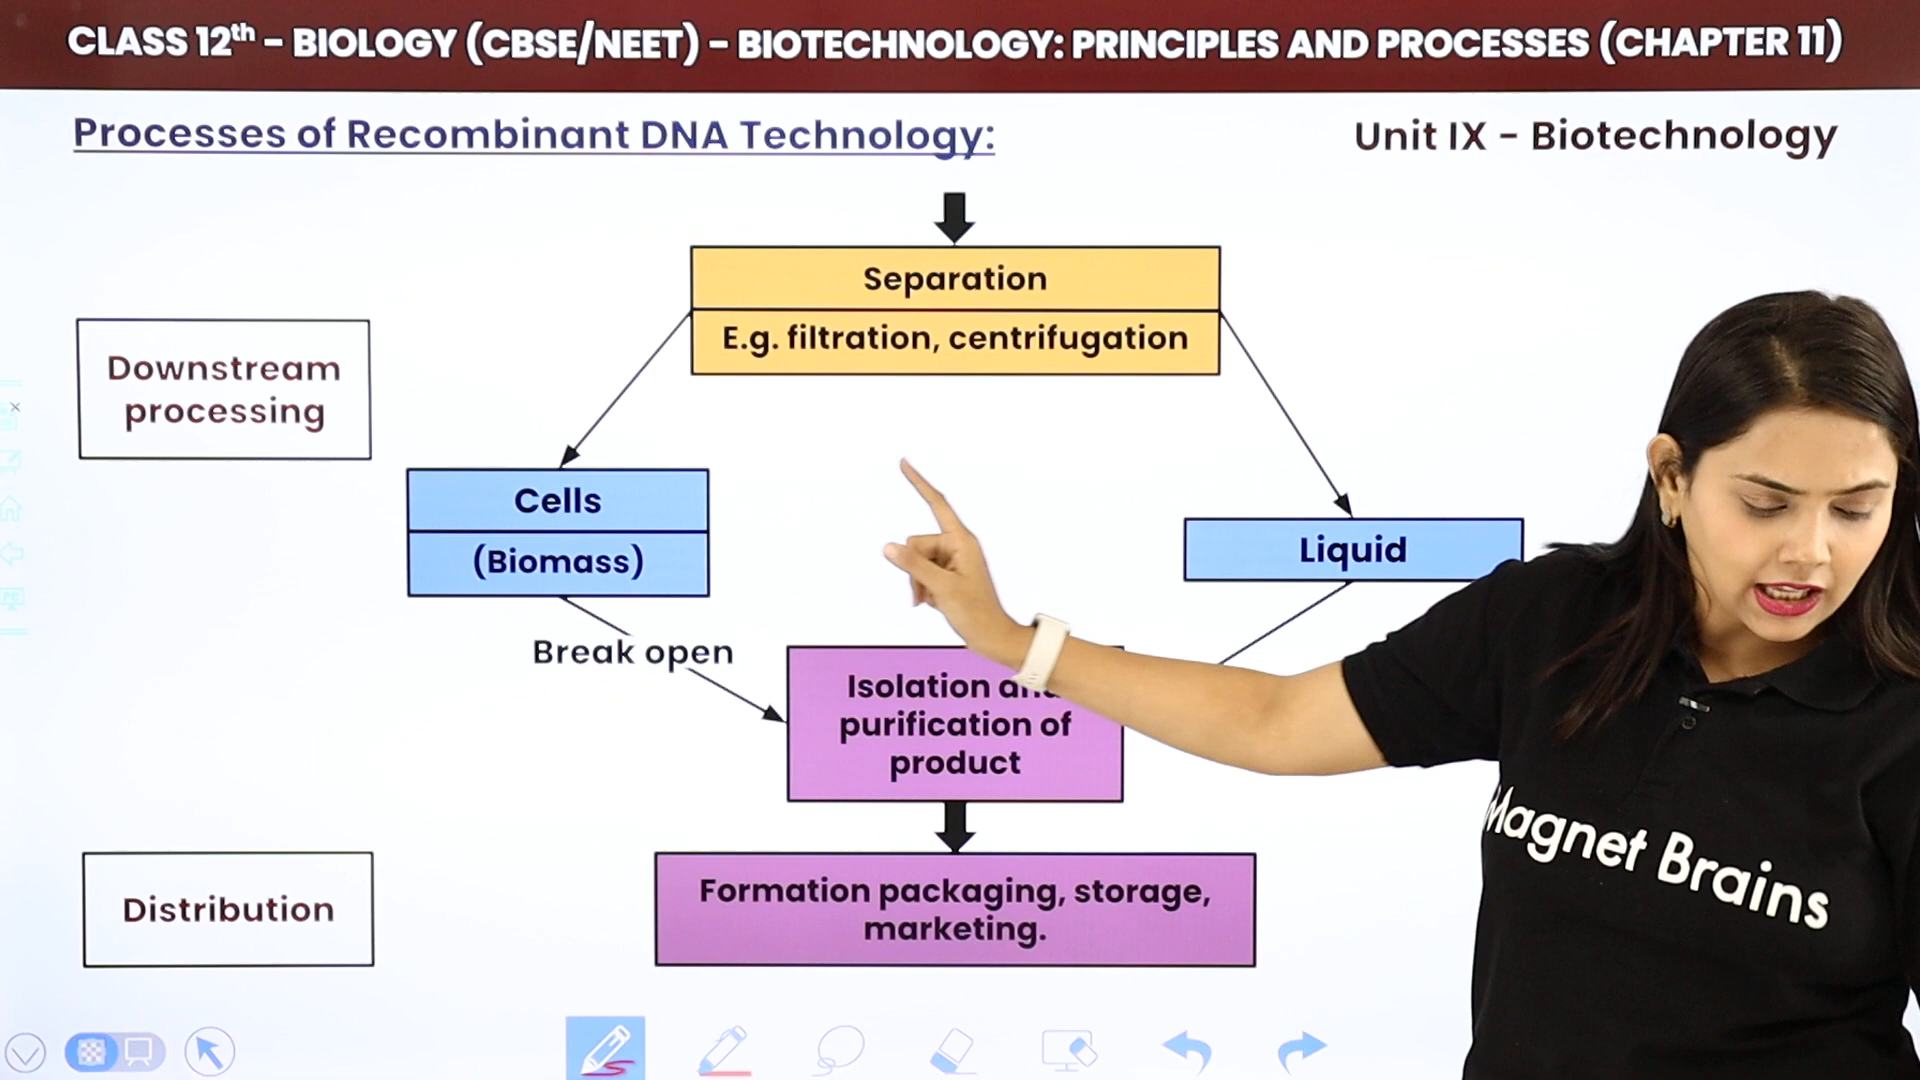 CLASS 12th - BIOLOGY (CBSE/NEET) - BIOTECHNOLOGY: PRINCIPLES AND PROCESSES (CHAPTER 11)
Processes of Recombinant DNA Technology:
Unit IX - Biotechnology
Separation
E.g. filtration, centrifugation
Downstream
processing
Cells
(Biomass)
Liquid
Break open
Isolation
purification of
product
Distribution
Formation packaging, storage,
marketing.
Magnet Brains